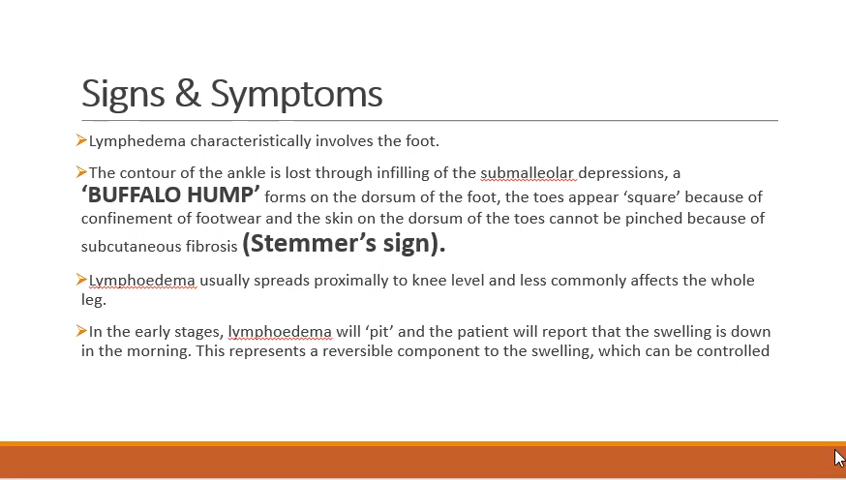 Signs & Symptoms
➢Lymphedema characteristically involves the foot.
➢The contour of the ankle is lost through infilling of the submalleolar depressions, a
‘BUFFALO HUMP’ forms on the dorsum of the foot, the toes appear ‘square’ because of
confinement of footwear and the skin on the dorsum of the toes cannot be pinched because of
subcutaneous fibrosis (Stemmer’s sign).
➢Lymphoedema usually spreads proximally to knee level and less commonly affects the whole
leg.
➢In the early stages, lymphoedema will ‘pit’ and the patient will report that the swelling is down
in the morning. This represents a reversible component to the swelling, which can be controlled